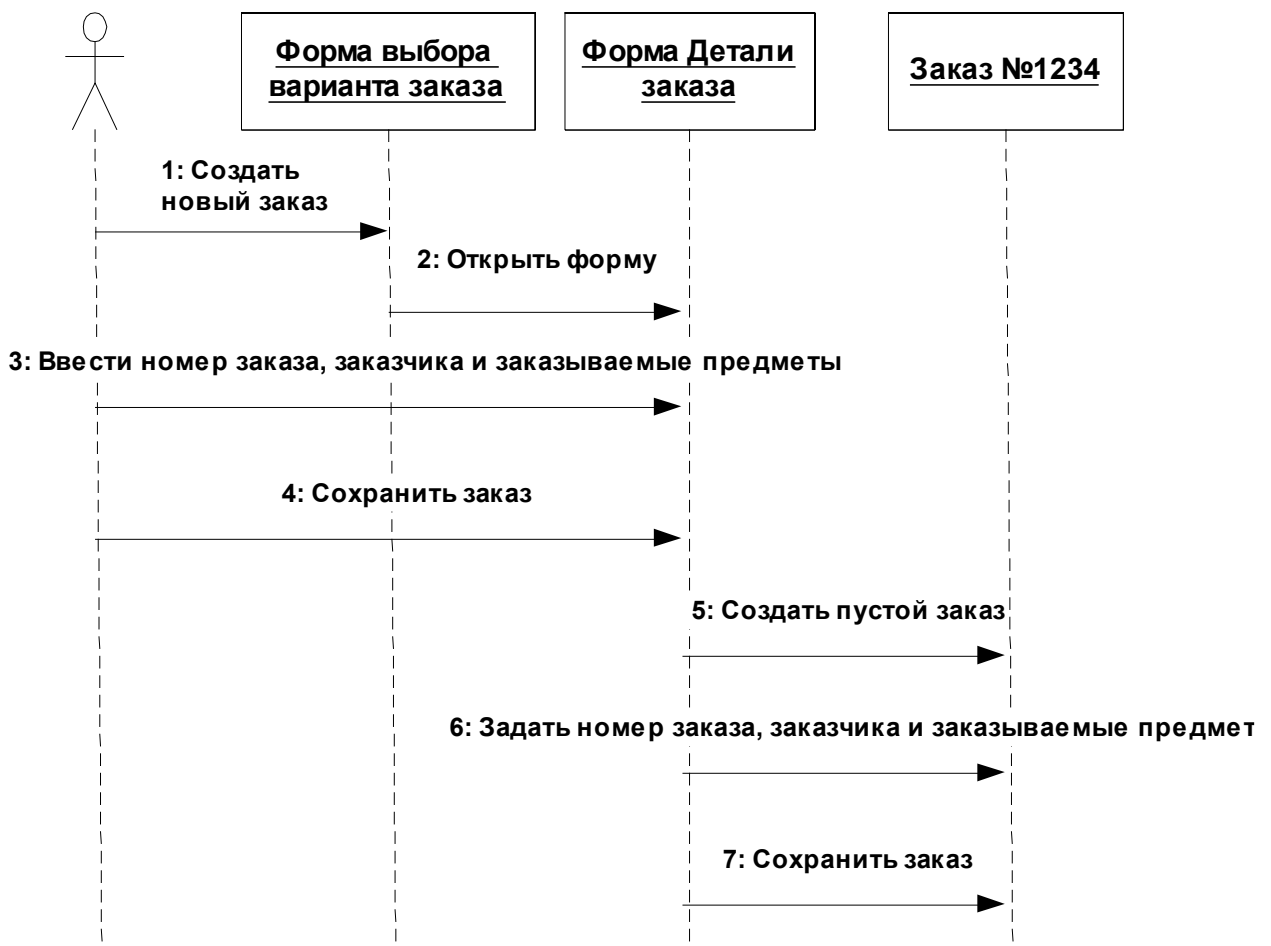 Форма выбора
варианта заказа
Форма Детали
заказа
Заказ №1234
1: Создать
новый заказ
2: Открыть форму
3: Ввести номер заказа, заказчика и заказываемые предметы
4: Сохранить заказ
5: Создать пустой заказ
6: Задать номер заказа, заказчика и заказываемые предмет
7: Сохранить заказ